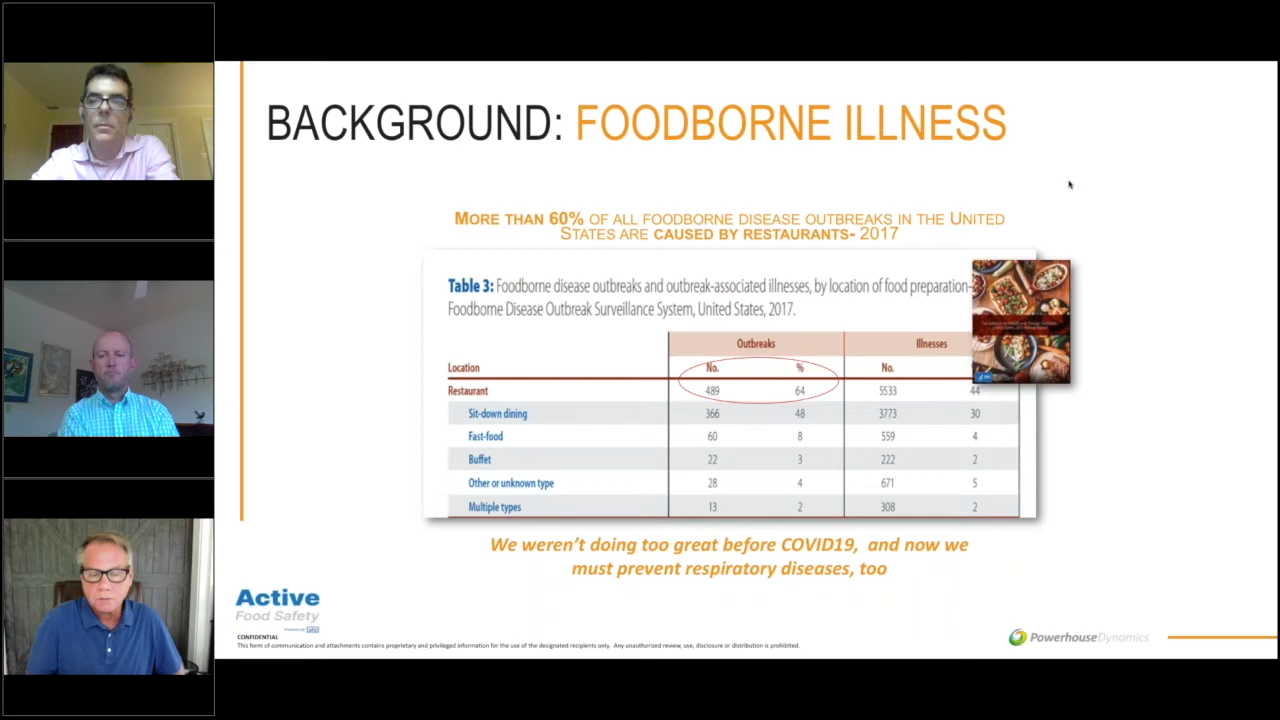 BACKGROUND: FOODBORNE ILLNESS
MORE THAN 60% OF ALL FOODBORNE DISEASE OUTBREAKS IN THE UNITED
STATES ARE CAUSED BY RESTAURANTS- 2017
Table 3: Foodborne disease outbreaks and outbreak-associated illnesses, by location of food preparation—
Foodborne Disease Outbreak Surveillance System, United States, 2017.
Outbreaks Illnesses
Location No. % No.
Restaurant 489 64 5533 44
Sit-down dining 366 48 3773 30
Fast-food 60 8 559 4
Buffet 22 3 222 2
Other or unknown type 28 4 671 5
Multiple types 13 2 308 2
We weren't doing too great before COVID19, and now we
must prevent respiratory diseases, too
Active
Food Safety
Powered by
CONFIDENTIAL
This form of communication and attachments contains proprietary and privileged information for the use of the designated recipients only. Any unauthorized review, use, disclosure or distribution is prohibited.
PowerhouseDynamics